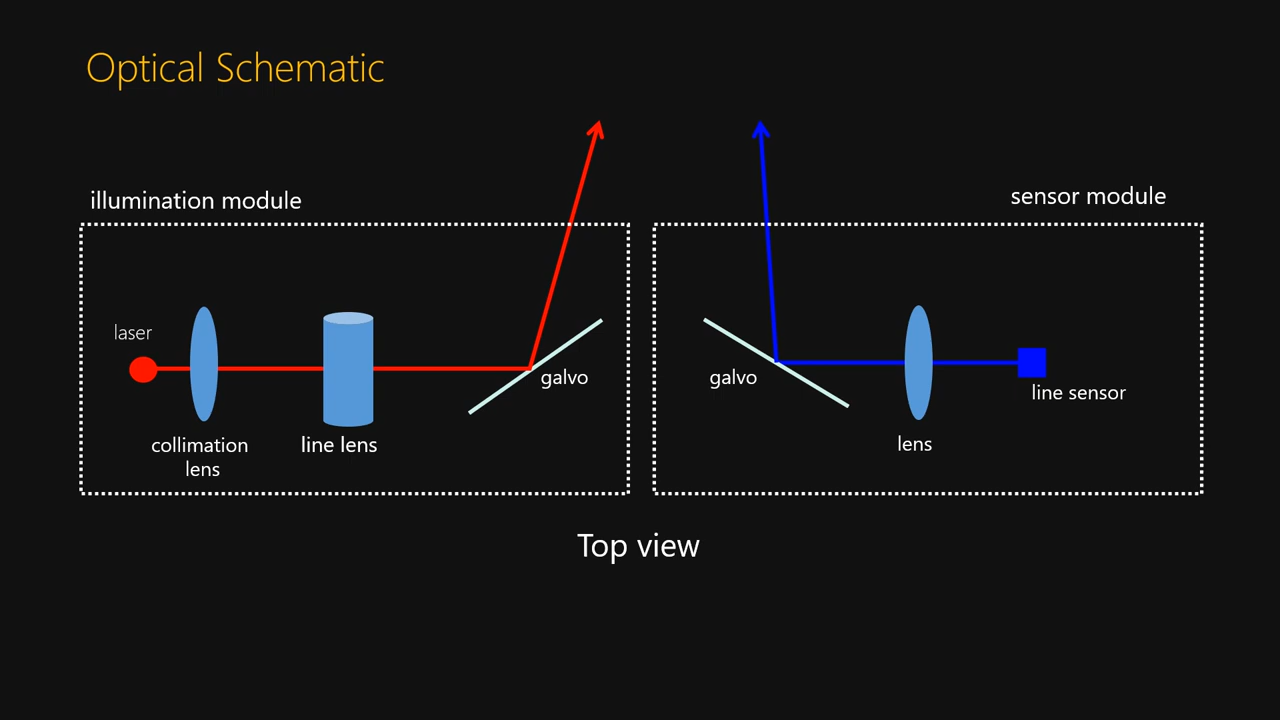 Optical Schematic
illumination module
sensor module
laser
galvo
galvo
line sensor
collimation
lens
line lens
lens
Top view